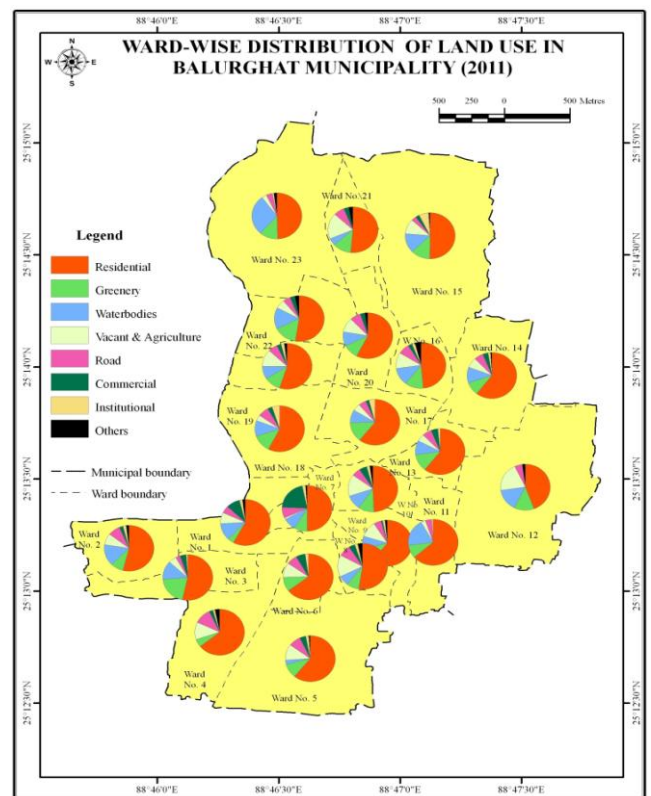 88°46'0"E 88°46'30"E 88°47'0"E 88°47'30"E
N
W E
S
WARD-WISE DISTRIBUTION OF LAND USE IN
BALURGHAT MUNICIPALITY (2011)
500 250 0 500 Metres
25°15'0"N
25°15'0"N
Ward No. 21
Ward No. 23
Ward No. 15
25°14'30"N
25°14'30"N
Legend
Residential
Greenery
Waterbodies
Vacant & Agriculture
Road
Commercial
Institutional
Others
Municipal boundary
Ward boundary
Ward
22
W No. 16
Ward No. 14
Ward
No. 20
25°14'0"N
25°14'0"N
Ward
No. 19
Ward
No. 17
Ward No. 18
Ward
No. 13
25°13'30"N
25°13'30"N
Ward
No. 11
Ward No. 12
Ward
No. 2
Ward
No. 1
Ward
No. 3
Ward
No. 9
25°13'0"N
25°13'0"N
Ward
No. 6
Ward
No. 4
Ward No. 5
25°12'30"N
25°12'30"N
88°46'0"E 88°46'30"E 88°47'0"E 88°47'30"E